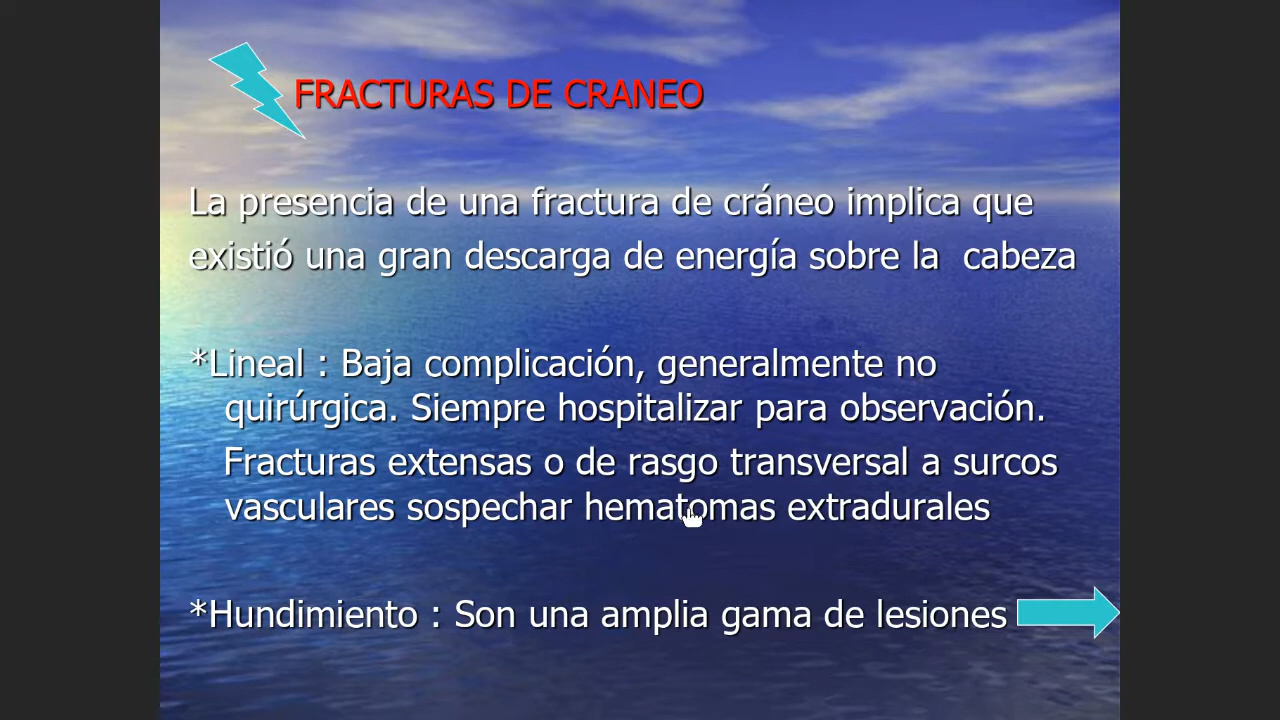 FRACTURAS DE CRANEO
La presencia de una fractura de cráneo implica que
existió una gran descarga de energía sobre la  cabeza
*Lineal : Baja complicación, generalmente no
quirúrgica. Siempre hospitalizar para observación.
Fracturas extensas o de rasgo transversal a surcos
vasculares sospechar hematomas extradurales
*Hundimiento : Son una amplia gama de lesiones